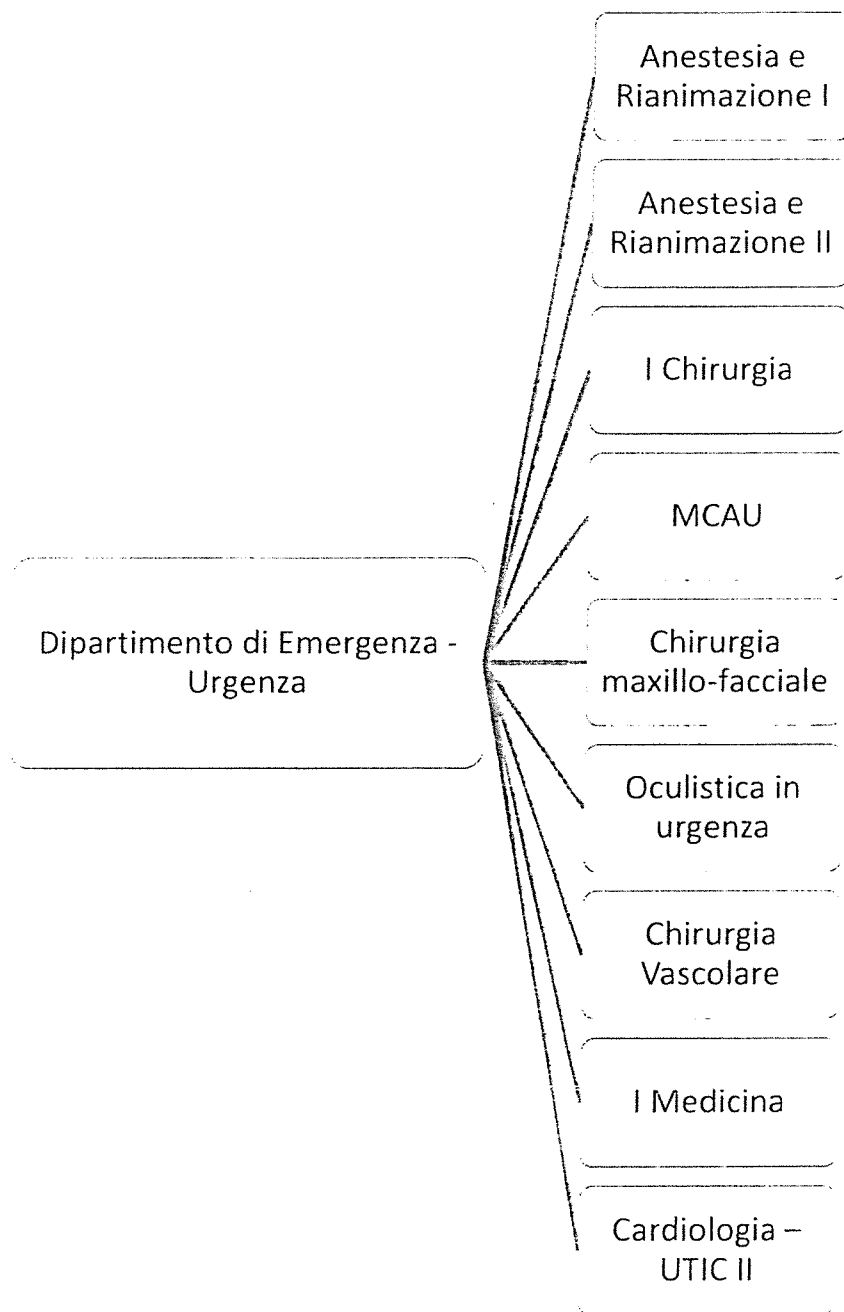 Anestesia e
Rianimazione I
Anestesia e
Rianimazione II
I Chirurgia
MCAU
Dipartimento di Emergenza -
Urgenza
Chirurgia
maxillo-facciale
Oculistica in
urgenza
Chirurgia
Vascolare
I Medicina
Cardiologia –
UTIC II